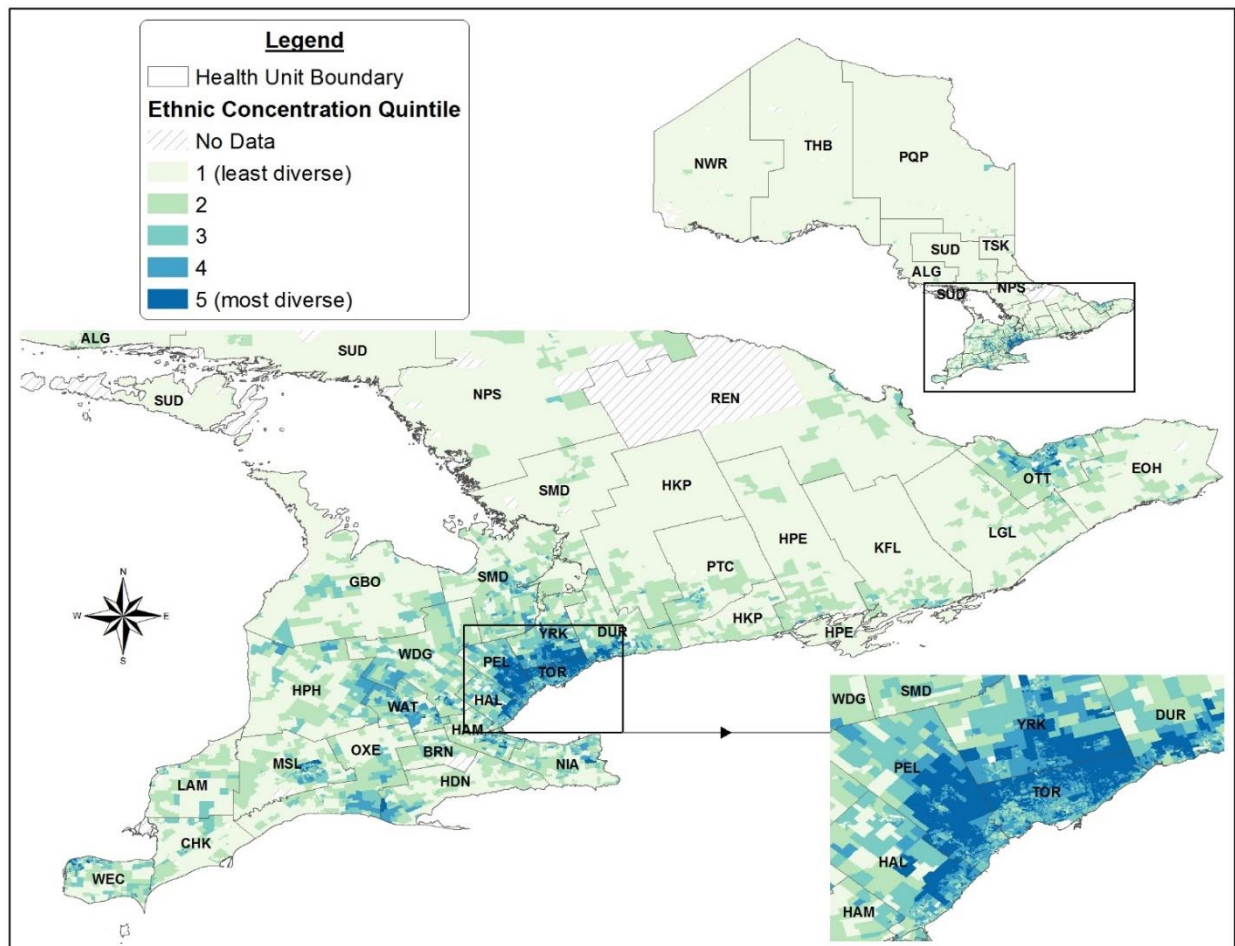 Legend
Health Unit Boundary
Ethnic Concentration Quintile
No Data
1 (least diverse)
2
3
4
5 (most diverse)
NWR
THB
PQP
SUD
TSK
ALG
SUD
NPS
ALG
SUD
SUD
NPS
REN
SMD
HKP
OTT
EOH
HPE
KFL
LGL
PTC
GBO
SMD
HKP
HPE
N
W
E
S
YRK
DUR
WDG
PEL
TOR
HPH
WAT
HAL
HAM
OXE
BRN
MSL
NIA
LAM
HDN
CHK
WEC
WDG
SMD
YRK
DUR
PEL
TOR
HAL
HAM